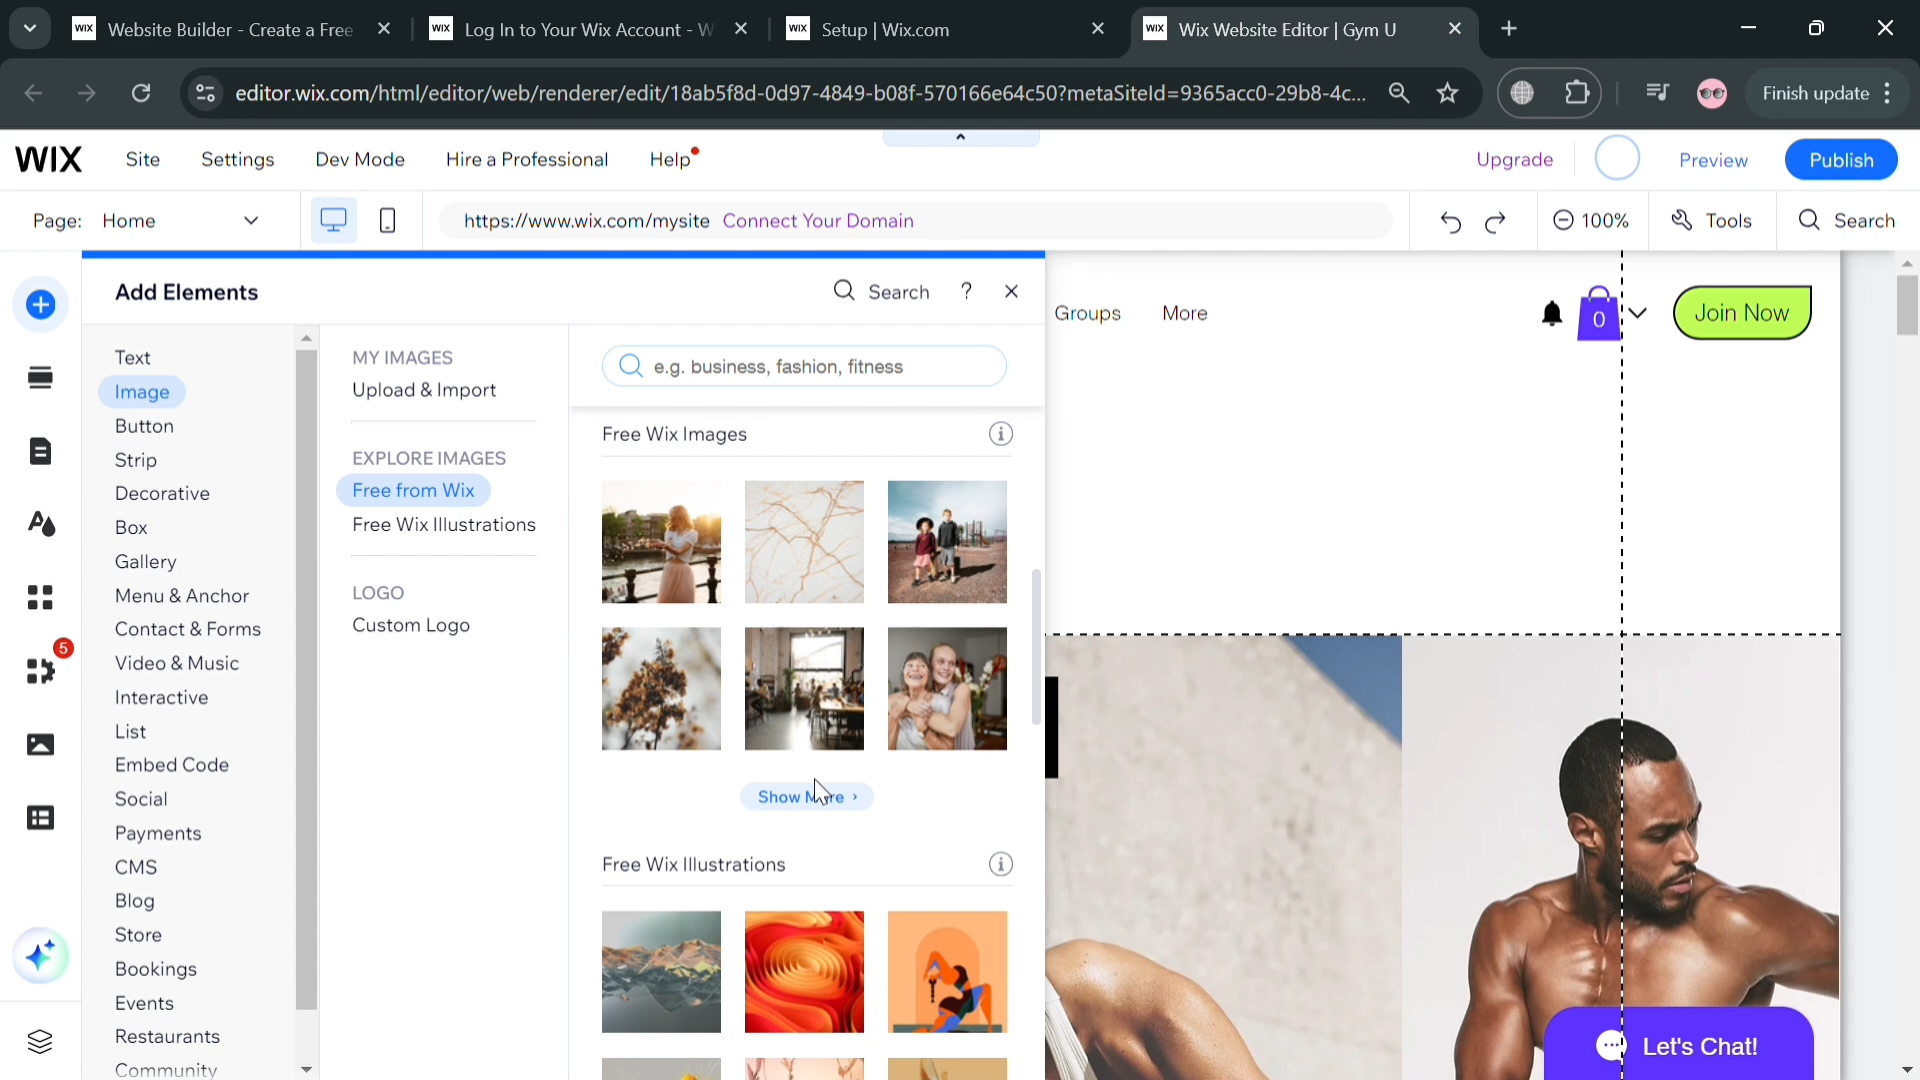 WIX Website Builder - Create a Free
WIX Log In to Your Wix Account - W
WIX Setup | Wix.com
WIX Wix Website Editor | Gym U
editor.wix.com/html/editor/web/renderer/edit/18ab5f8d-0d97-4849-b08f-570166e64c50?metaSiteId=9365acc0-29b8-4c...
Finish update
WIX Site Settings Dev Mode Hire a Professional Help Upgrade Preview Publish
Page: Home https://www.wix.com/mysite Connect Your Domain 100% Tools Search
Add Elements Search ?
Groups More 0 Join Now
Text
Image
Button
Strip
Decorative
Box
Gallery
Menu & Anchor
Contact & Forms
Video & Music
Interactive
List
Embed Code
Social
Payments
CMS
Blog
Store
Bookings
Events
Restaurants
Community
5
MY IMAGES
Upload & Import
EXPLORE IMAGES
Free from Wix
Free Wix Illustrations
LOGO
Custom Logo
e.g. business, fashion, fitness
Free Wix Images
Show More
Free Wix Illustrations
Let's Chat!